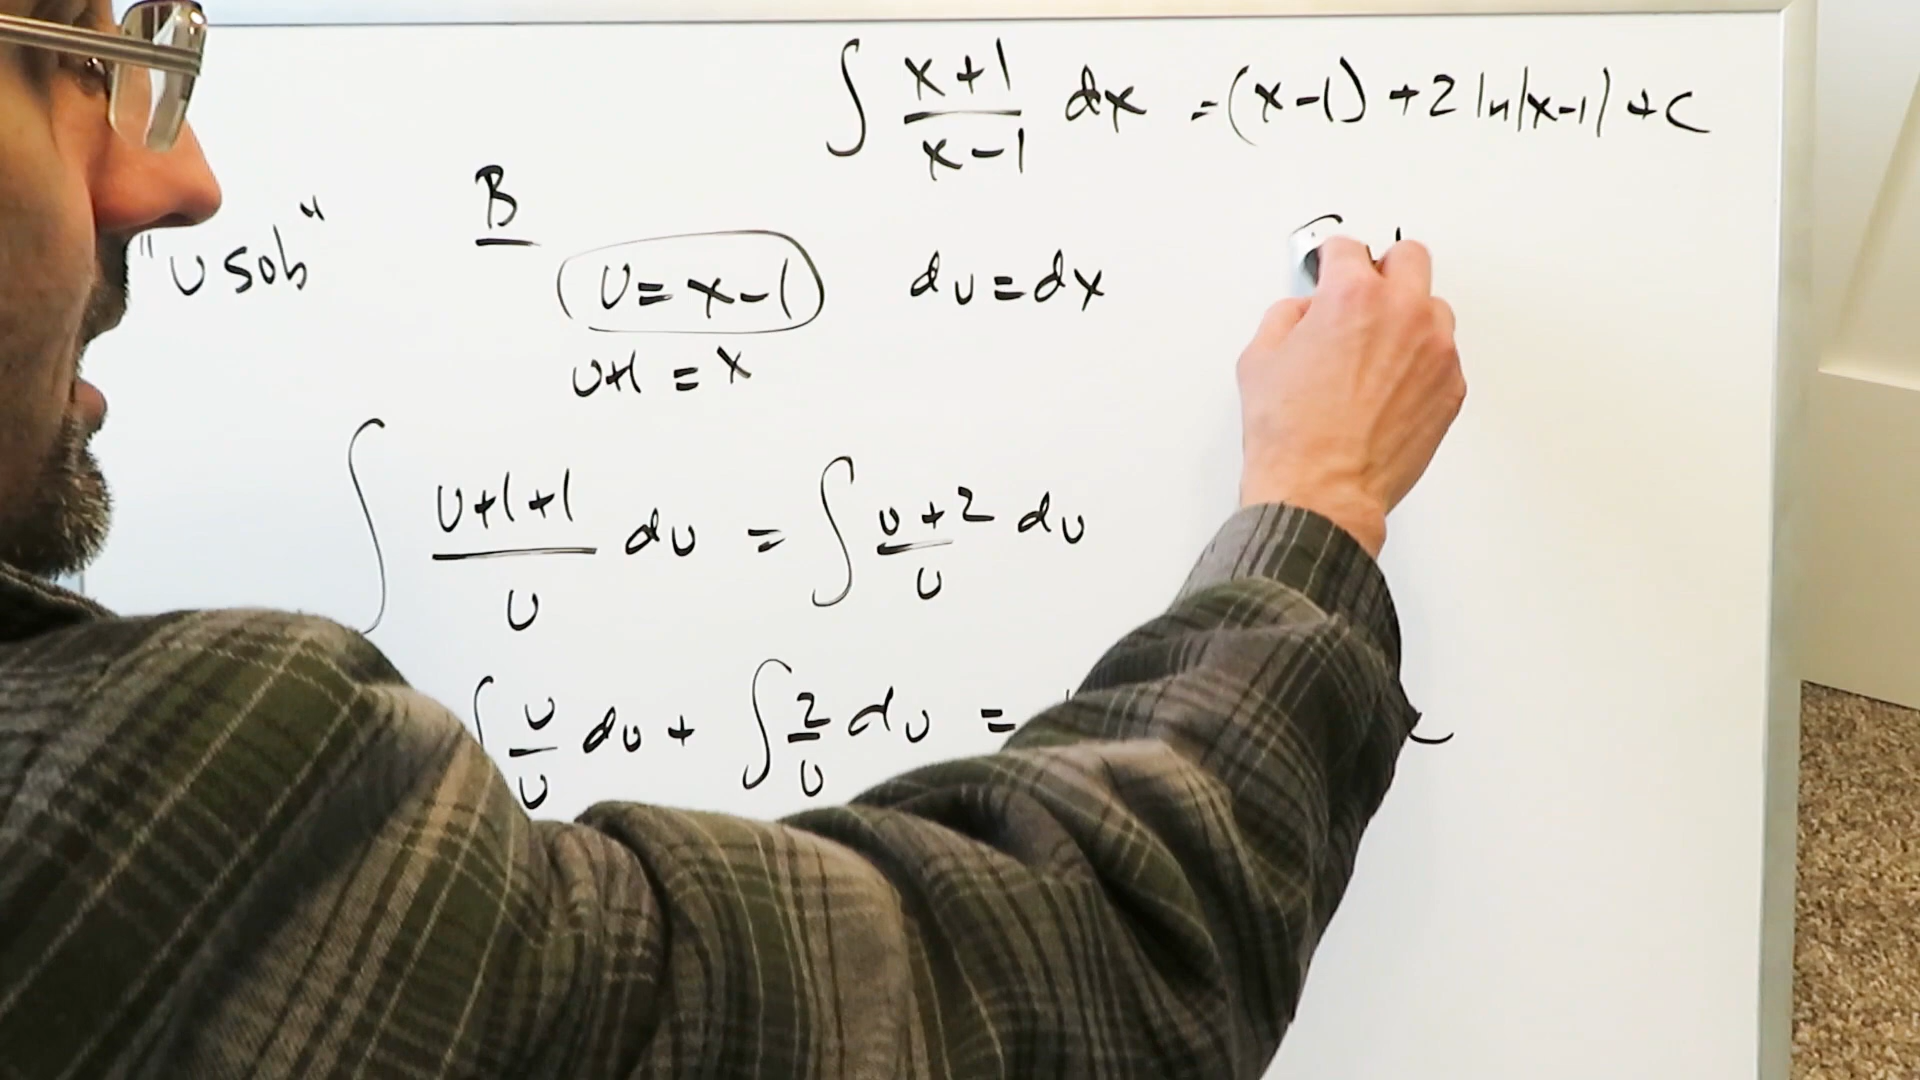 ∫ x+1 / x-1 dx = (x-1) + 2 ln|x-1| + C
"U sub" B
U = x-1 du = dx
U+1 = x
∫ U+1+1 / U du = ∫ U+2 / U du
∫ U / U du + ∫ 2 / U du =